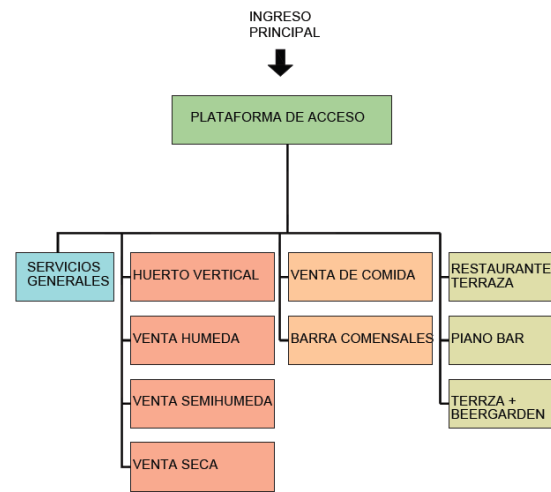 INGRESO
PRINCIPAL
PLATAFORMA DE ACCESO
SERVICIOS
GENERALES
HUERTO VERTICAL
VENTA HUMEDA
VENTA SEMIHUMEDA
VENTA SECA
VENTA DE COMIDA
BARRA COMENSALES
RESTAURANTE
TERRAZA
PIANO BAR
TERRZA +
BEERGARDEN